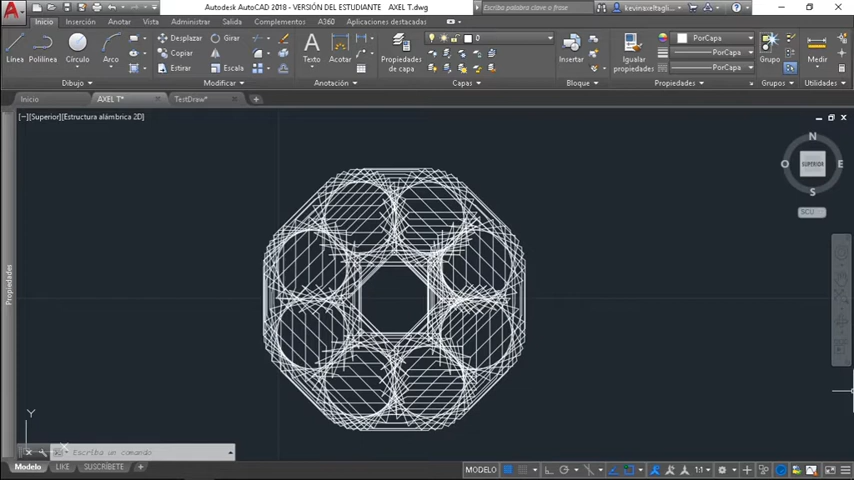 Autodesk AutoCAD 2018 - VERSIÓN DEL ESTUDIANTE    AXEL T.dwg
Escriba palabra clave o frase
kevinaxeltagli...
Inicio Inserción Anotar Vista Administrar Salida Complementos A360 Aplicaciones destacadas
Línea Polilínea Círculo Arco
Desplazar Girar
Copiar
Estirar Escala
Texto Acotar
Propiedades de capa
0
Insertar
Igualar propiedades
PorCapa
PorCapa
PorCapa
Grupo
Medir
Dibujo Modificar Anotación Capas Bloque Propiedades Grupos Utilidades
Inicio AXEL T* TestDraw*
[−][Superior][Estructura alámbrica 2D]
N
O SUPERIOR E
S
SCU
Propiedades
Y
X
Escriba un comando
Modelo LIKE SUSCRÍBETE
MODELO 1:1